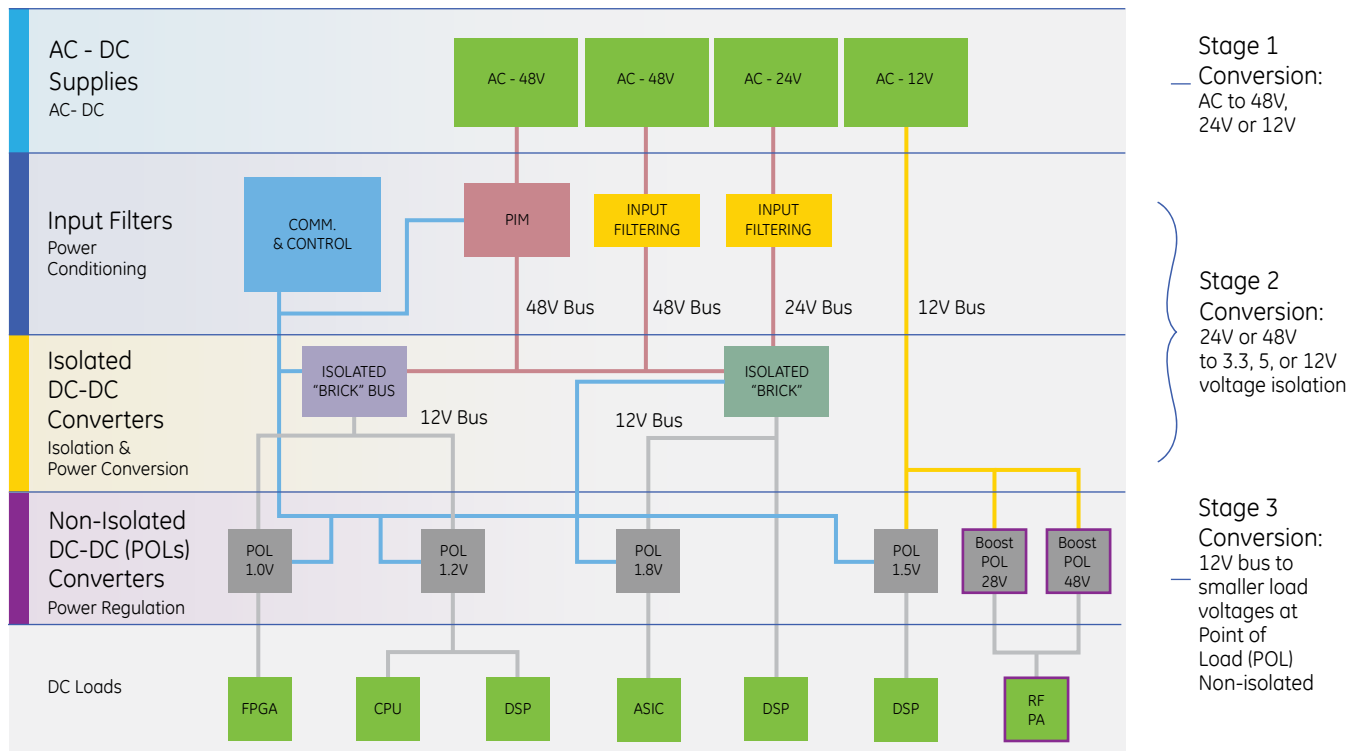 AC - DC
Supplies
AC- DC
AC - 48V
AC - 48V
AC - 24V
AC - 12V
Stage 1
Conversion:
AC to 48V,
24V or 12V
Input Filters
Power
Conditioning
COMM.
& CONTROL
PIM
INPUT
FILTERING
INPUT
FILTERING
48V Bus
48V Bus
24V Bus
12V Bus
Stage 2
Conversion:
24V or 48V
to 3.3, 5, or 12V
voltage isolation
Isolated
DC-DC
Converters
Isolation &
Power Conversion
ISOLATED
"BRICK" BUS
ISOLATED
"BRICK"
12V Bus
12V Bus
Non-Isolated
DC-DC (POLs)
Converters
Power Regulation
POL
1.0V
POL
1.2V
POL
1.8V
POL
1.5V
Boost
POL
28V
Boost
POL
48V
Stage 3
Conversion:
12V bus to
smaller load
voltages at
Point of
Load (POL)
Non-isolated
DC Loads
FPGA
CPU
DSP
ASIC
DSP
DSP
RF
PA